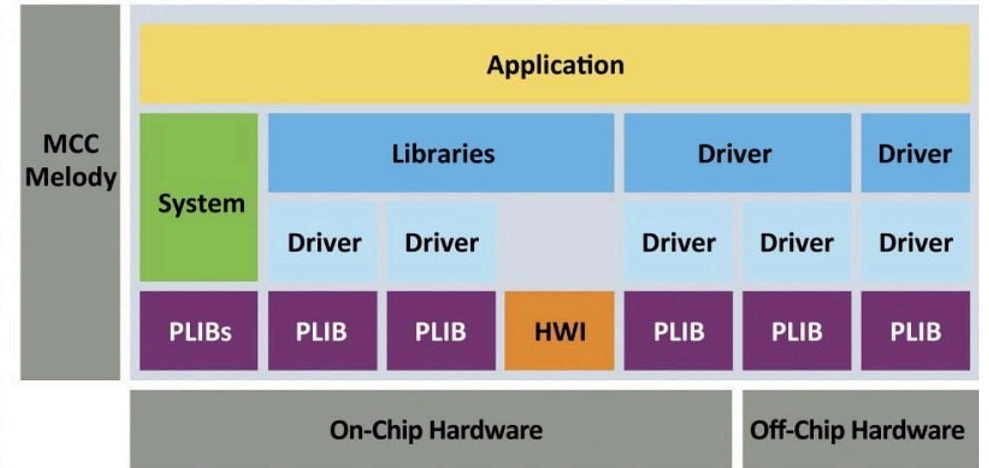 Application
MCC
Melody
Libraries
Driver
Driver
System
Driver
Driver
Driver
Driver
Driver
PLIBs
PLIB
PLIB
HWI
PLIB
PLIB
PLIB
On-Chip Hardware
Off-Chip Hardware